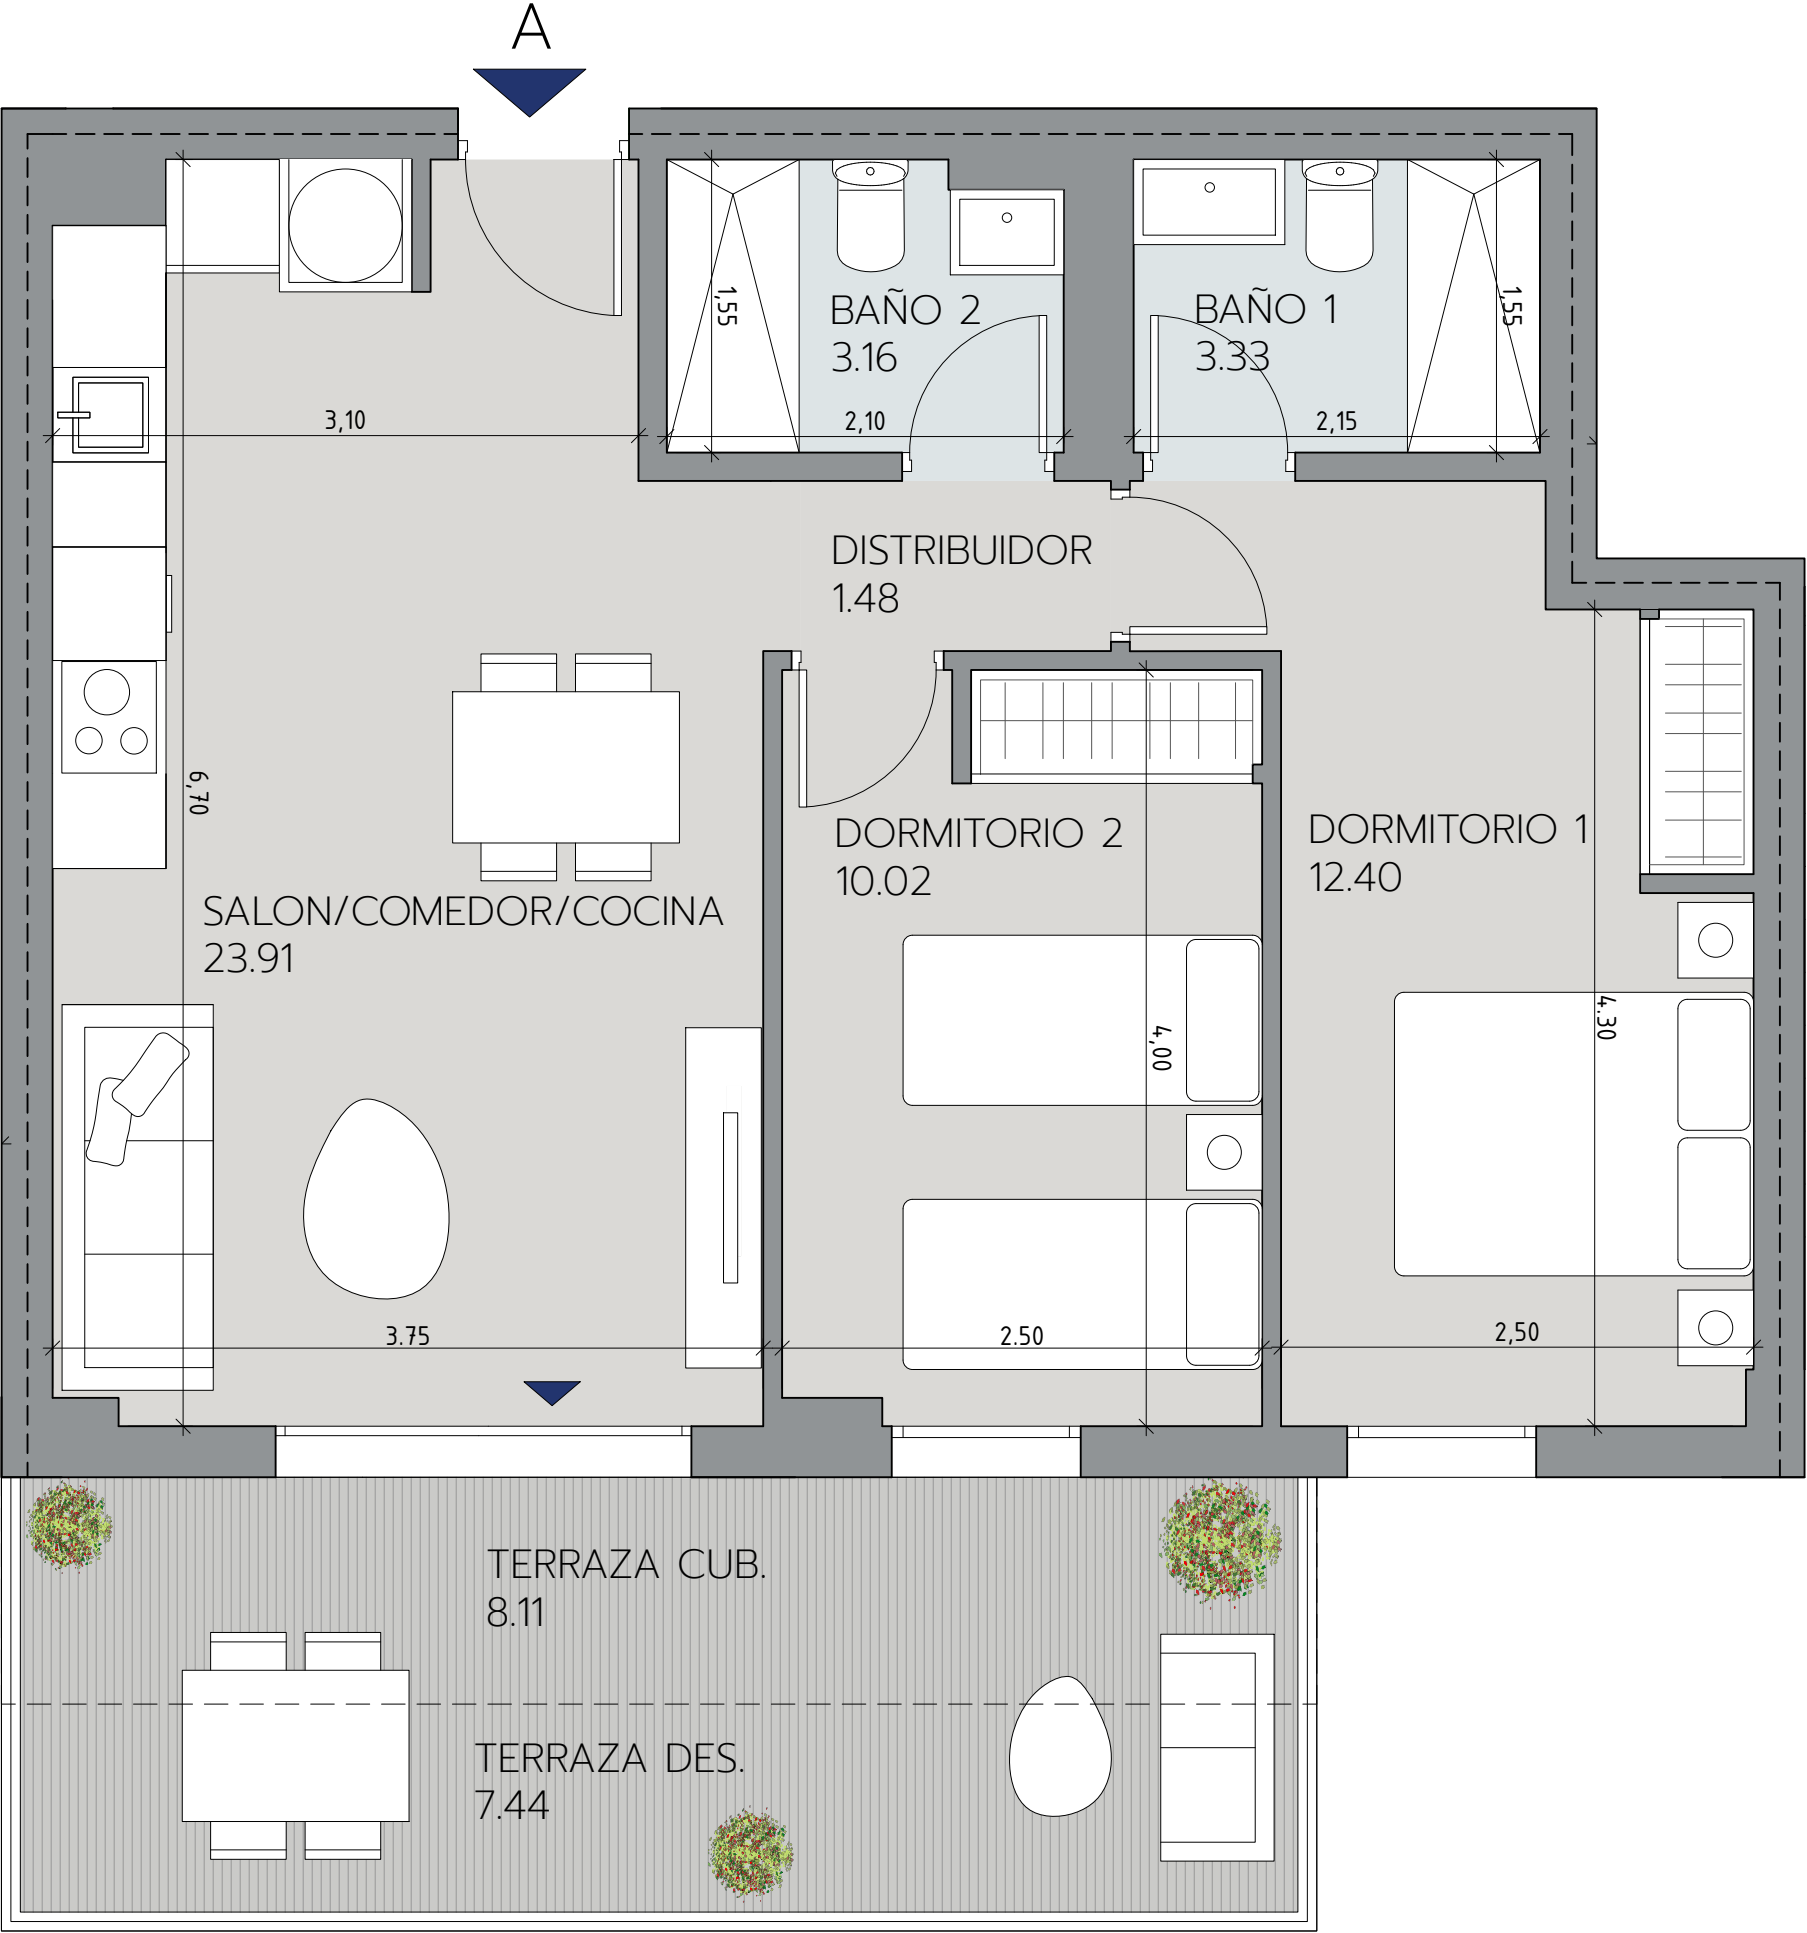 A
1,55
BAÑO 2
3.16
BAÑO 1
3.33
1,55
3,10
2,10
2,15
DISTRIBUIDOR
1.48
6,70
DORMITORIO 2
10.02
DORMITORIO 1
12.40
SALON/COMEDOR/COCINA
23.91
4,00
4.30
3.75
2.50
2,50
TERRAZA CUB.
8.11
TERRAZA DES.
7.44